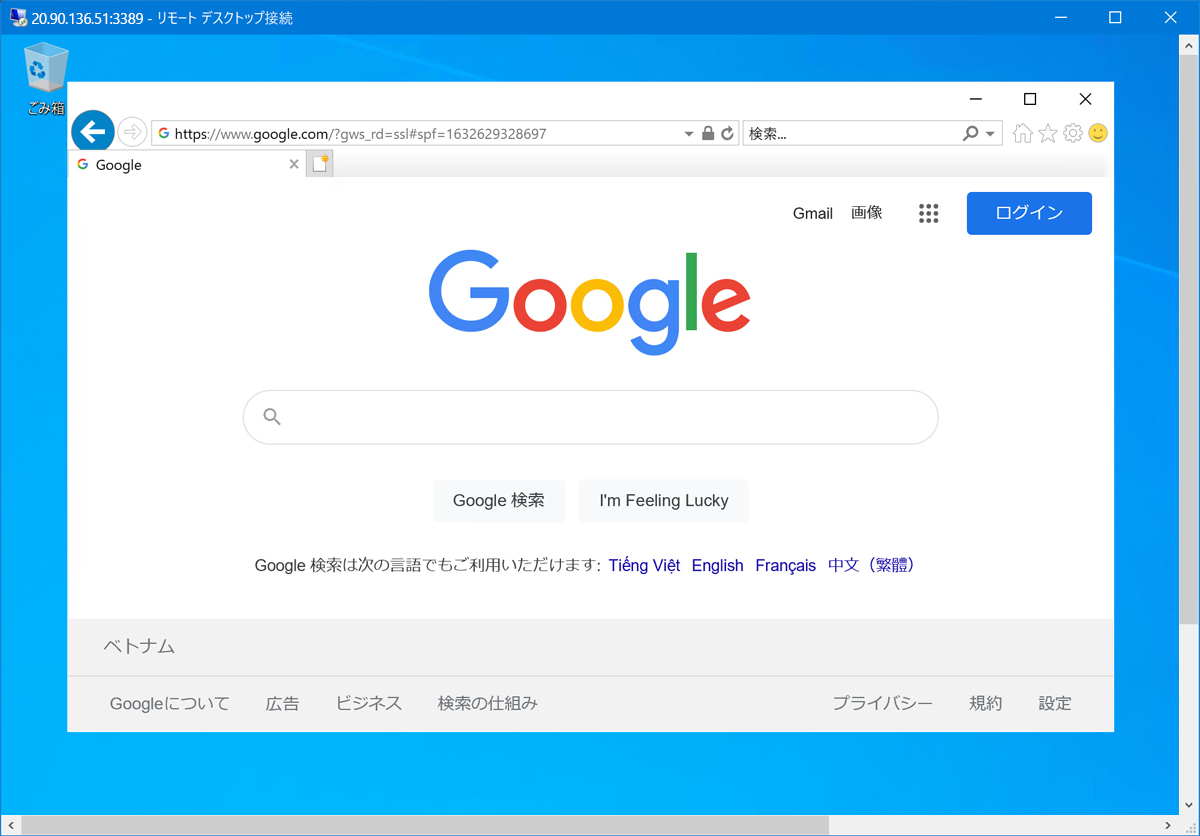 20.90.136.51:3389 - リモート デスクトップ接続
ごみ箱
https://www.google.com/?gws_rd=ssl#spf=1632629328697
検索...
Google
Gmail 画像 ログイン
Google
Google 検索 I'm Feeling Lucky
Google 検索は次の言語でもご利用いただけます: Tiếng Việt English Français 中文（繁體）
ベトナム
Googleについて 広告 ビジネス 検索の仕組み プライバシー 規約 設定